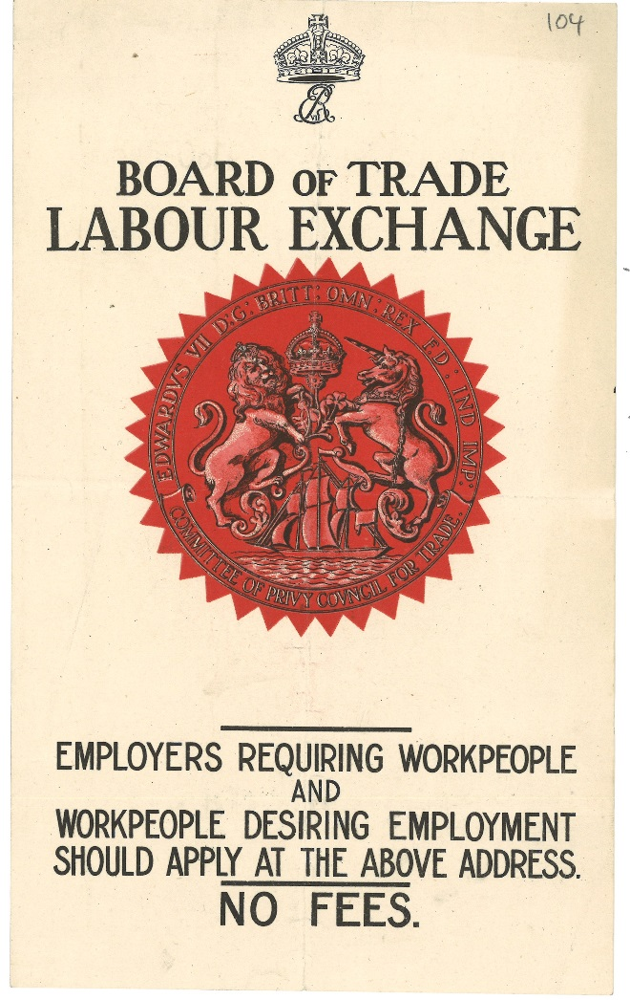 104
E VII R
BOARD OF TRADE
LABOUR EXCHANGE
EDWARDVS VII D:G: BRITT: OMN: REX F.D: IND IMP:
COMMITTEE OF PRIVY COVNCIL FOR TRADE.
EMPLOYERS REQUIRING WORKPEOPLE
AND
WORKPEOPLE DESIRING EMPLOYMENT
SHOULD APPLY AT THE ABOVE ADDRESS.
NO FEES.